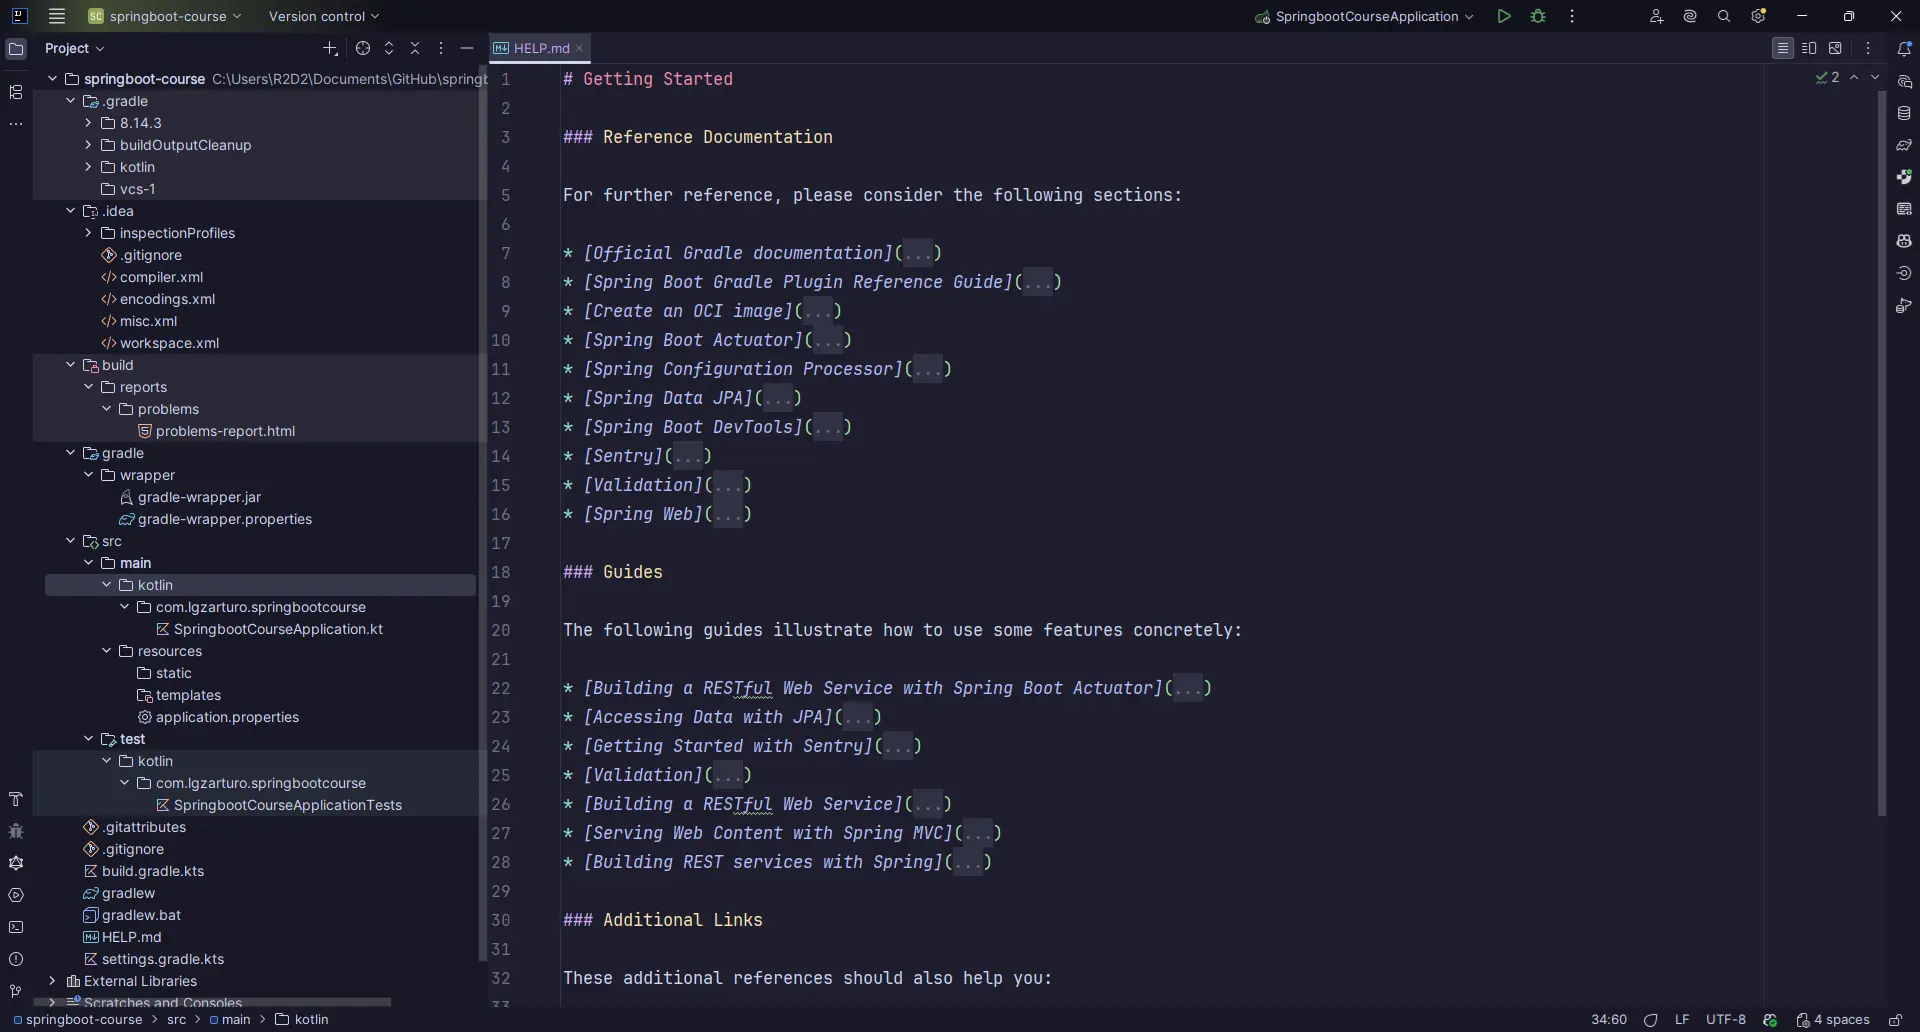 SC springboot-course Version control SpringbootCourseApplication
Project
HELP.md
springboot-course C:\Users\R2D2\Documents\GitHub\springb
.gradle
8.14.3
buildOutputCleanup
kotlin
vcs-1
.idea
inspectionProfiles
.gitignore
compiler.xml
encodings.xml
misc.xml
workspace.xml
build
reports
problems
problems-report.html
gradle
wrapper
gradle-wrapper.jar
gradle-wrapper.properties
src
main
kotlin
com.lgzarturo.springbootcourse
SpringbootCourseApplication.kt
resources
static
templates
application.properties
test
kotlin
com.lgzarturo.springbootcourse
SpringbootCourseApplicationTests
.gitattributes
.gitignore
build.gradle.kts
gradlew
gradlew.bat
HELP.md
settings.gradle.kts
External Libraries
Scratches and Consoles
1 # Getting Started
2
2
3 ### Reference Documentation
4
5 For further reference, please consider the following sections:
6
7 * [Official Gradle documentation](...)
8 * [Spring Boot Gradle Plugin Reference Guide](...)
9 * [Create an OCI image](...)
10 * [Spring Boot Actuator](...)
11 * [Spring Configuration Processor](...)
12 * [Spring Data JPA](...)
13 * [Spring Boot DevTools](...)
14 * [Sentry](...)
15 * [Validation](...)
16 * [Spring Web](...)
17
18 ### Guides
19
20 The following guides illustrate how to use some features concretely:
21
22 * [Building a RESTful Web Service with Spring Boot Actuator](...)
23 * [Accessing Data with JPA](...)
24 * [Getting Started with Sentry](...)
25 * [Validation](...)
26 * [Building a RESTful Web Service](...)
27 * [Serving Web Content with Spring MVC](...)
28 * [Building REST services with Spring](...)
29
30 ### Additional Links
31
32 These additional references should also help you:
33
springboot-course > src > main > kotlin 34:60 LF UTF-8 4 spaces